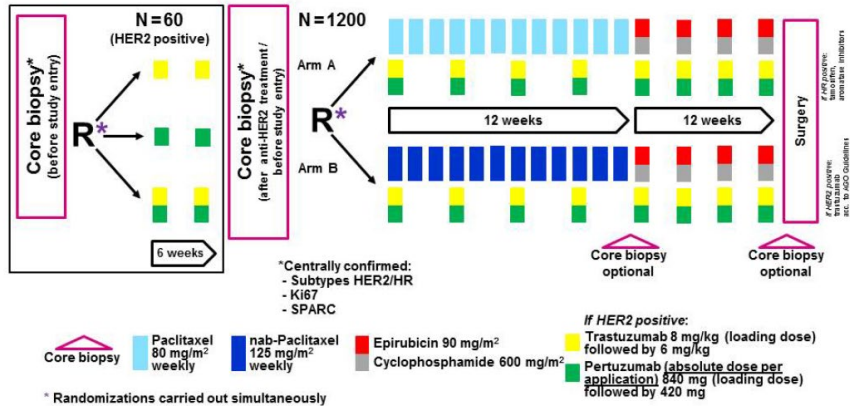 Core biopsy*
(before study entry)
N=60
(HER2 positive)
R*
6 weeks
Core biopsy*
(after anti-HER2 treatment /
before study entry)
N=1200
Arm A
R*
Arm B
12 weeks
12 weeks
Surgery
If HR positive:
tamoxifen,
aromatase inhibitors
If HER2 positive:
trastuzumab
acc. to AGO Guidelines
Core biopsy
optional
Core biopsy
optional
*Centrally confirmed:
- Subtypes HER2/HR
- Ki67
- SPARC
Core biopsy
Paclitaxel
80 mg/m²
weekly
nab-Paclitaxel
125 mg/m²
weekly
Epirubicin 90 mg/m²
Cyclophosphamide 600 mg/m²
If HER2 positive:
Trastuzumab 8 mg/kg (loading dose)
followed by 6 mg/kg
Pertuzumab (absolute dose per
application) 840 mg (loading dose)
followed by 420 mg
* Randomizations carried out simultaneously